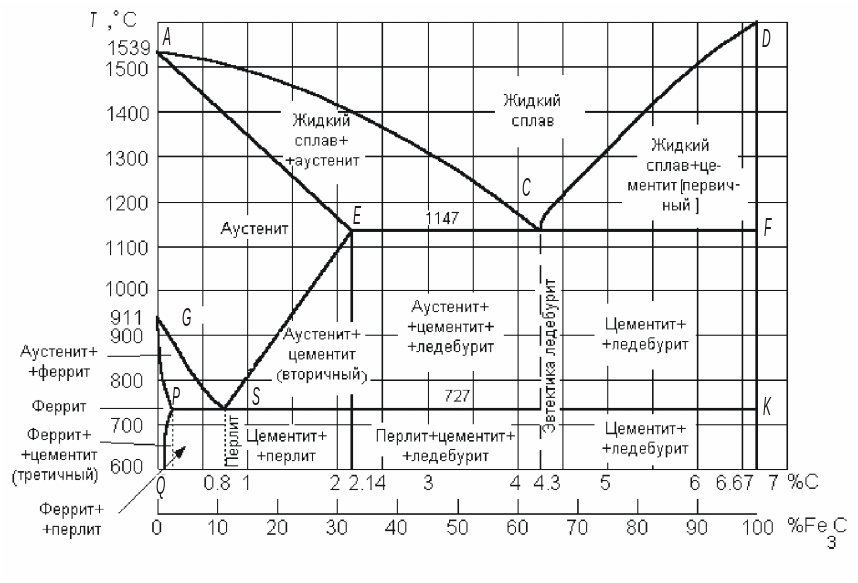 T ,°C
1539
1500
1400
1300
1200
1100
1000
911
900
800
700
600
A
D
Жидкий
сплав+
+аустенит
Жидкий
сплав
Жидкий
сплав+це-
ментит [первич-
ный ]
C
E
1147
F
Аустенит
G
Аустенит+
+феррит
Аустенит+
цементит
(вторичный)
Аустенит+
+цементит+
+ледебурит
Эвтектика ледебурит
Цементит+
+ледебурит
P
S
727
K
Феррит
Феррит+
+цементит
(третичный)
Перлит
Цементит+
+перлит
Перлит+цементит+
+ледебурит
Цементит+
+ледебурит
Q
Феррит+
+перлит
0.8 1 2 2.14 3 4 4.3 5 6 6.67 7 %C
0 10 20 30 40 50 60 70 80 90 100 %Fe C
3